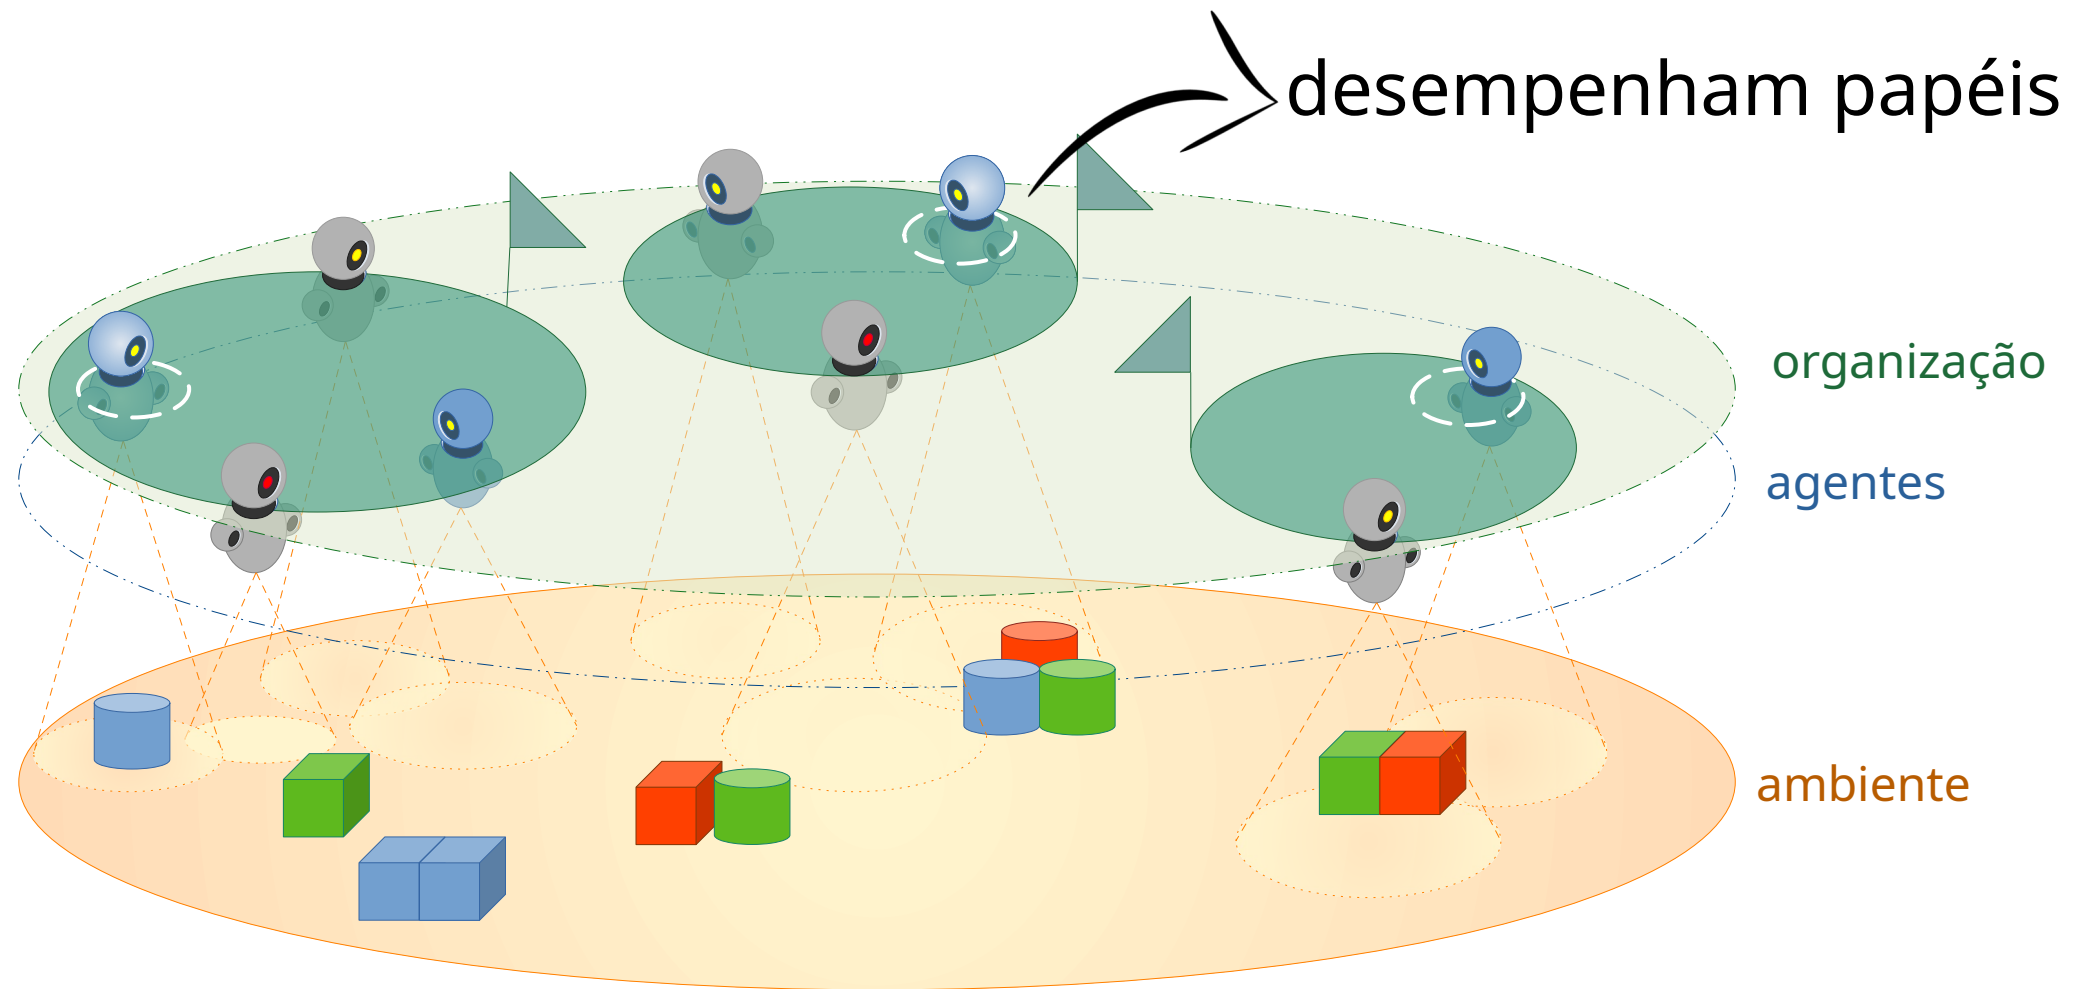 desempenham papéis
organização
agentes
ambiente